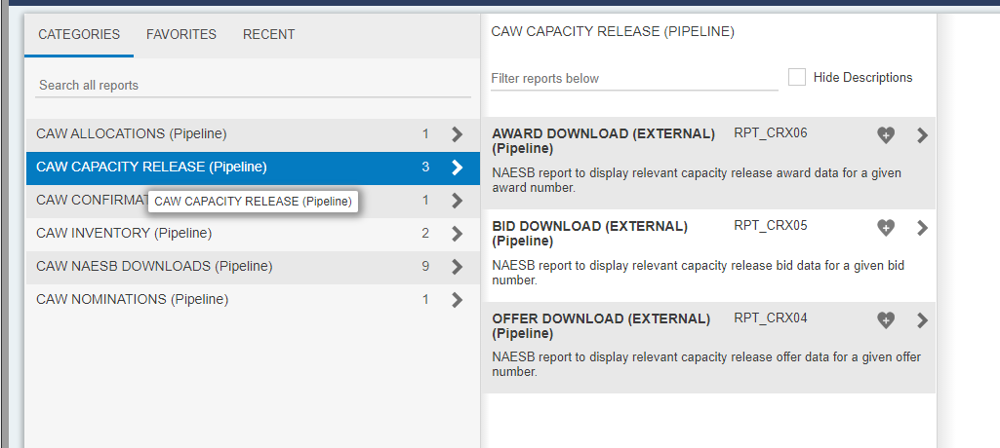 CATEGORIES FAVORITES RECENT
Search all reports
CAW ALLOCATIONS (Pipeline) 1
CAW CAPACITY RELEASE (Pipeline) 3
CAW CONFIRMAT 1
CAW CAPACITY RELEASE (Pipeline)
CAW INVENTORY (Pipeline) 2
CAW NAESB DOWNLOADS (Pipeline) 9
CAW NOMINATIONS (Pipeline) 1
CAW CAPACITY RELEASE (PIPELINE)
Filter reports below Hide Descriptions
AWARD DOWNLOAD (EXTERNAL) RPT_CRX06
(Pipeline)
NAESB report to display relevant capacity release award data for a given
award number.
BID DOWNLOAD (EXTERNAL) RPT_CRX05
(Pipeline)
NAESB report to display relevant capacity release bid data for a given bid
number.
OFFER DOWNLOAD (EXTERNAL) RPT_CRX04
(Pipeline)
NAESB report to display relevant capacity release offer data for a given offer
number.